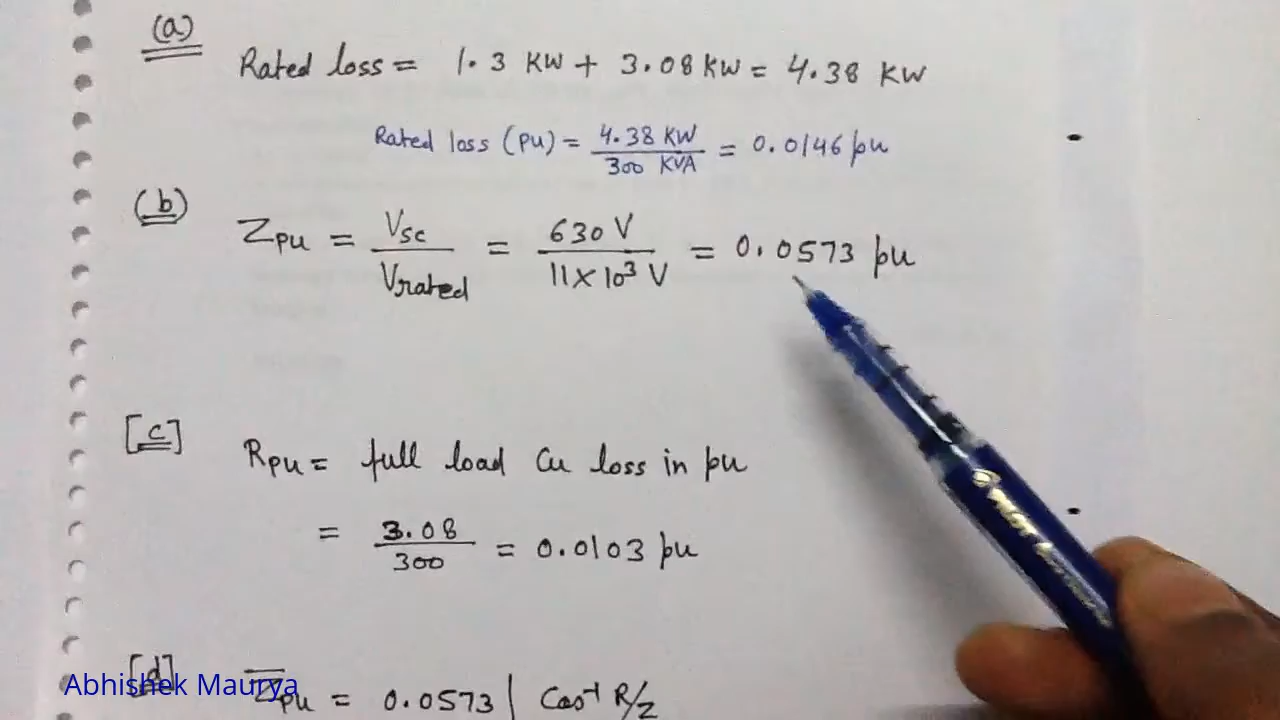 (a)
Rated loss = 1.3 KW + 3.08 KW = 4.38 KW
Rated loss (pu) = 4.38 KW / 300 KVA = 0.0146 pu
(b)
Zpu = Vsc / Vrated = 630 V / 11 × 10³ V = 0.0573 pu
[c]
Rpu = full load Cu loss in pu
= 3.08 / 300 = 0.0103 pu
[d]
Zpu = 0.0573 | Cos⁻¹ R/Z
Abhishek Maurya
PILOT